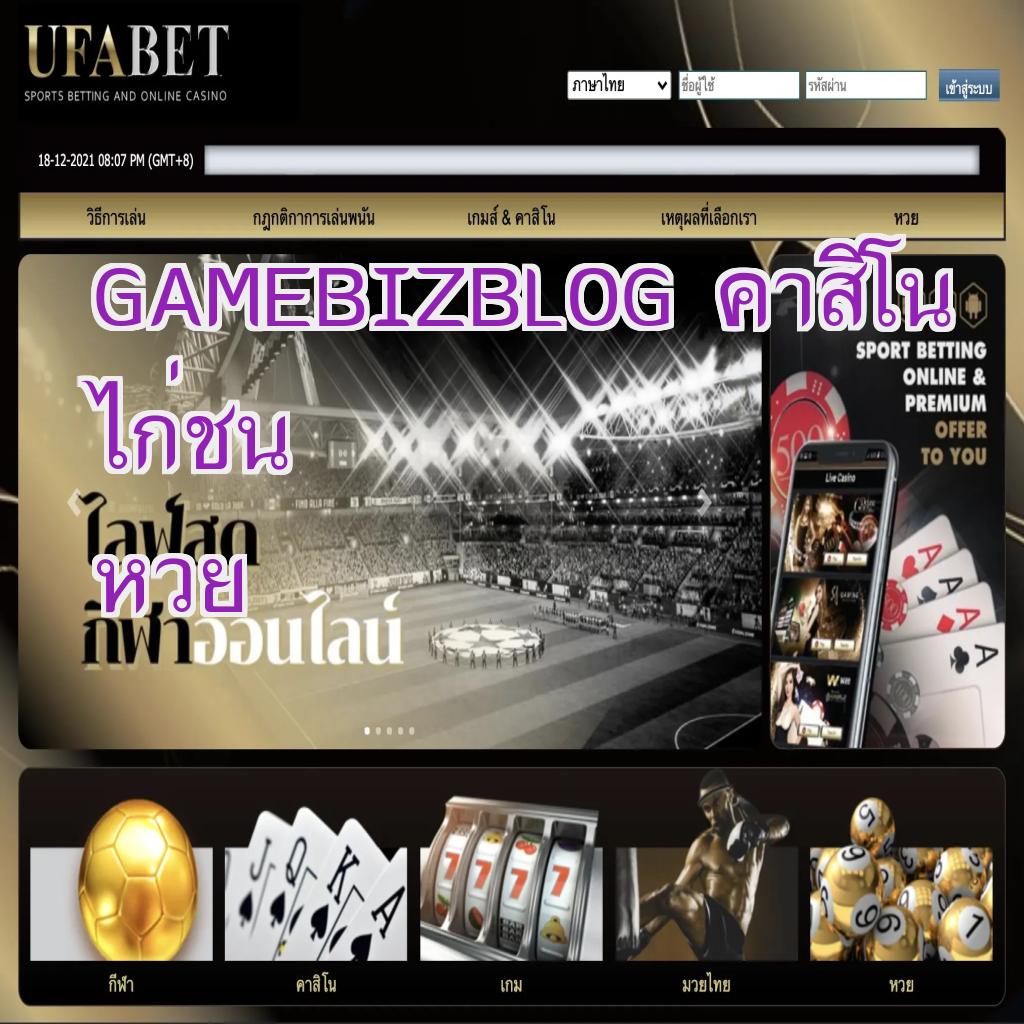 UFABET
SPORTS BETTING AND ONLINE CASINO
ภาษาไทย ชื่อผู้ใช้ รหัสผ่าน เข้าสู่ระบบ
18-12-2021 08:07 PM (GMT+8)
วิธีการเล่น กฎกติกาการเล่นพนัน เกมส์ & คาสิโน เหตุผลที่เลือกเรา หวย
GAMEBIZBLOG คาสิโน
ไก่ชน
หวย
ไลฟ์สด
กีฬาออนไลน์
SPORT BETTING
ONLINE &
PREMIUM
OFFER
TO YOU
Live Casino
J Q K A
7 7 7 7
กีฬา คาสิโน เกม มวยไทย หวย